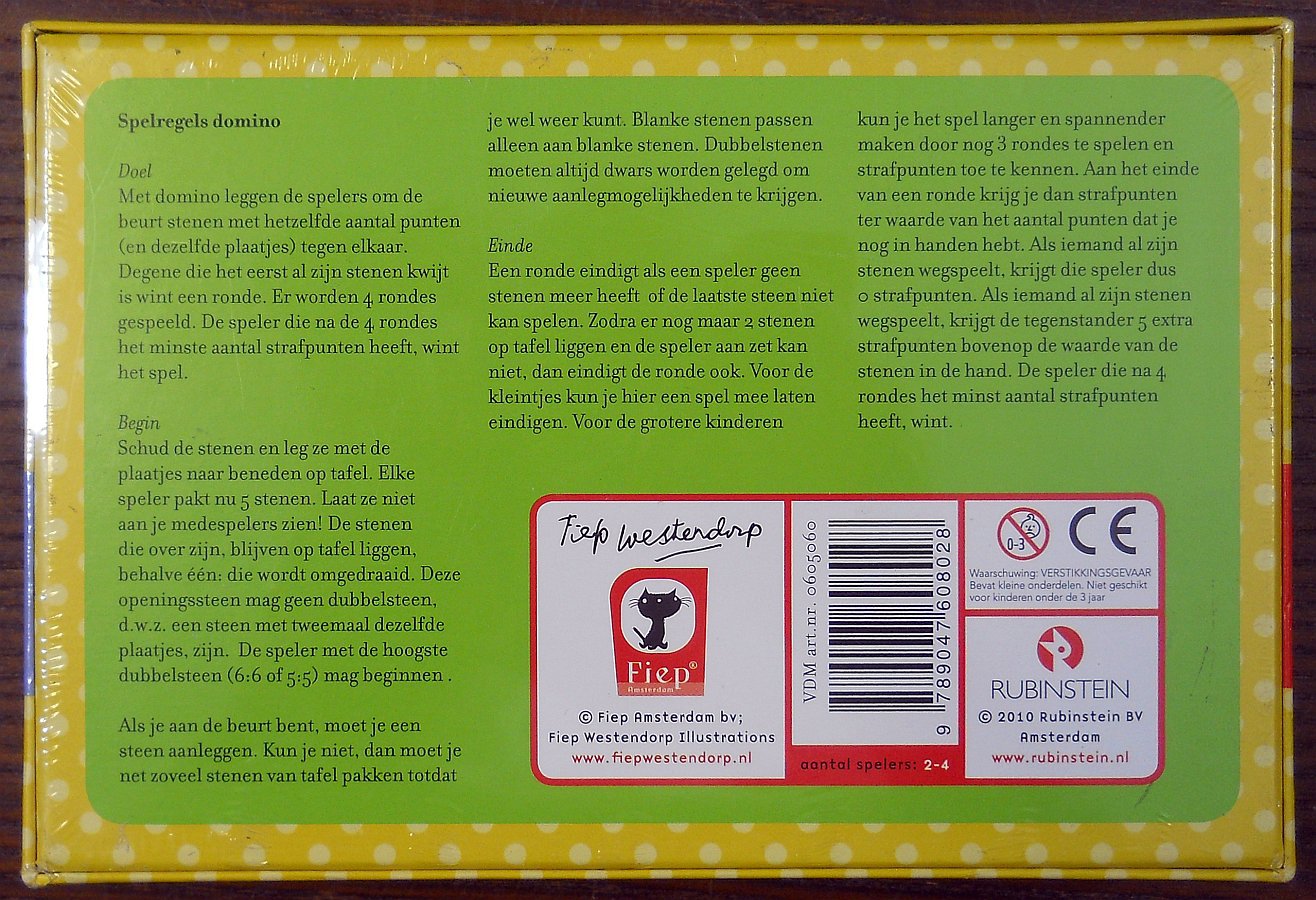 Spelregels domino
Doel
Met domino leggen de spelers om de
beurt stenen met hetzelfde aantal punten
(en dezelfde plaatjes) tegen elkaar.
Degene die het eerst al zijn stenen kwijt
is wint een ronde. Er worden 4 rondes
gespeeld. De speler die na de 4 rondes
het minste aantal strafpunten heeft, wint
het spel.
Begin
Schud de stenen en leg ze met de
plaatjes naar beneden op tafel. Elke
speler pakt nu 5 stenen. Laat ze niet
aan je medespelers zien! De stenen
die over zijn, blijven op tafel liggen,
behalve één: die wordt omgedraaid. Deze
openingssteen mag geen dubbelsteen,
d.w.z. een steen met tweemaal dezelfde
plaatjes, zijn. De speler met de hoogste
dubbelsteen (6:6 of 5:5) mag beginnen .
Als je aan de beurt bent, moet je een
steen aanleggen. Kun je niet, dan moet je
net zoveel stenen van tafel pakken totdat
je wel weer kunt. Blanke stenen passen
alleen aan blanke stenen. Dubbelstenen
moeten altijd dwars worden gelegd om
nieuwe aanlegmogelijkheden te krijgen.
Einde
Een ronde eindigt als een speler geen
stenen meer heeft of de laatste steen niet
kan spelen. Zodra er nog maar 2 stenen
op tafel liggen en de speler aan zet kan
niet, dan eindigt de ronde ook. Voor de
kleintjes kun je hier een spel mee laten
eindigen. Voor de grotere kinderen
kun je het spel langer en spannender
maken door nog 3 rondes te spelen en
strafpunten toe te kennen. Aan het einde
van een ronde krijg je dan strafpunten
ter waarde van het aantal punten dat je
nog in handen hebt. Als iemand al zijn
stenen wegspeelt, krijgt die speler dus
0 strafpunten. Als iemand al zijn stenen
wegspeelt, krijgt de tegenstander 5 extra
strafpunten bovenop de waarde van de
stenen in de hand. De speler die na 4
rondes het minst aantal strafpunten
heeft, wint.
Fiep Westendorp
Fiep®
Amsterdam
© Fiep Amsterdam bv;
Fiep Westendorp Illustrations
www.fiepwestendorp.nl
VDM art.nr. 0605060
9 789047 608028
aantal spelers: 2-4
0-3
CE
Waarschuwing: VERSTIKKINGSGEVAAR
Bevat kleine onderdelen. Niet geschikt
voor kinderen onder de 3 jaar
RUBINSTEIN
© 2010 Rubinstein BV
Amsterdam
www.rubinstein.nl